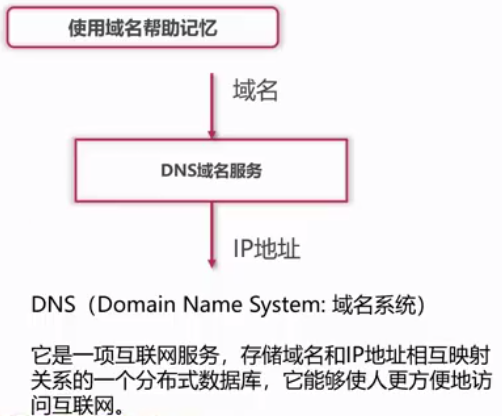 使用域名帮助记忆
域名
DNS域名服务
IP地址
DNS（Domain Name System: 域名系统）
它是一项互联网服务，存储域名和IP地址相互映射
关系的一个分布式数据库，它能够使人更方便地访
问互联网。